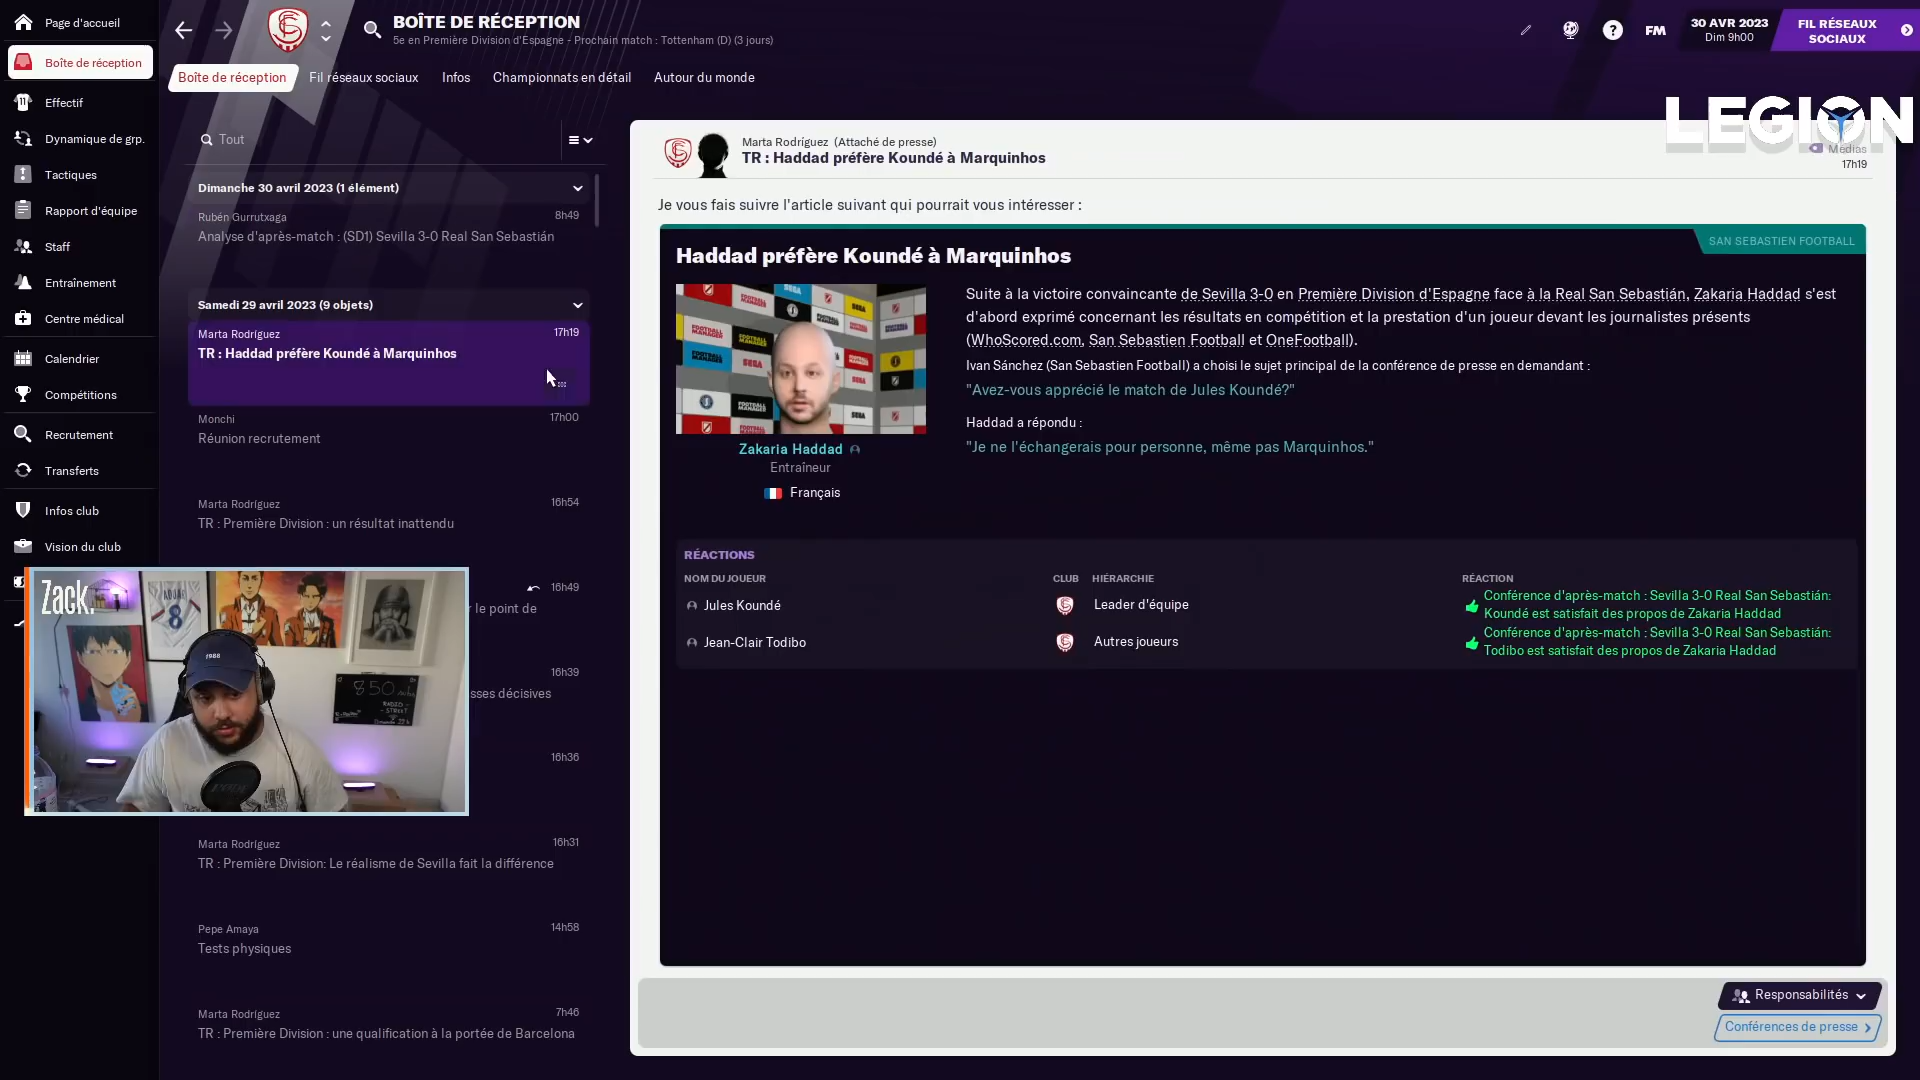 Page d'accueil
Boîte de réception
Effectif
Dynamique de grp.
Tactiques
Rapport d'équipe
Staff
Entraînement
Centre médical
Calendrier
Compétitions
Recrutement
Transferts
Infos club
Vision du club
BOÎTE DE RÉCEPTION
5e en Première Division d'Espagne - Prochain match : Tottenham (D) (3 jours)
FM
30 AVR 2023
Dim 9h00
FIL RÉSEAUX
SOCIAUX
Boîte de réception
Fil réseaux sociaux
Infos
Championnats en détail
Autour du monde
LEGION
Tout
Dimanche 30 avril 2023 (1 élément)
Rubén Gurrutxaga 8h49
Analyse d'après-match : (SD1) Sevilla 3-0 Real San Sebastián
Samedi 29 avril 2023 (9 objets)
Marta Rodríguez 17h19
TR : Haddad préfère Koundé à Marquinhos
Monchi 17h00
Réunion recrutement
Marta Rodríguez 16h54
TR : Première Division : un résultat inattendu
16h49
r le point de
16h39
sses décisives
16h36
Marta Rodríguez 16h31
TR : Première Division: Le réalisme de Sevilla fait la différence
Pepe Amaya 14h58
Tests physiques
Marta Rodríguez 7h46
TR : Première Division : une qualification à la portée de Barcelona
Zack.
AOUAR
8
1988
850
RADIO
STREET
Marta Rodríguez (Attaché de presse)
TR : Haddad préfère Koundé à Marquinhos
Médias
17h19
Je vous fais suivre l'article suivant qui pourrait vous intéresser :
SAN SEBASTIEN FOOTBALL
Haddad préfère Koundé à Marquinhos
FOOTBALL MANAGER
SEGA
Zakaria Haddad
Entraîneur
Français
Suite à la victoire convaincante de Sevilla 3-0 en Première Division d'Espagne face à la Real San Sebastián, Zakaria Haddad s'est
d'abord exprimé concernant les résultats en compétition et la prestation d'un joueur devant les journalistes présents
(WhoScored.com, San Sebastien Football et OneFootball).
Ivan Sánchez (San Sebastien Football) a choisi le sujet principal de la conférence de presse en demandant :
"Avez-vous apprécié le match de Jules Koundé?"
Haddad a répondu :
"Je ne l'échangerais pour personne, même pas Marquinhos."
RÉACTIONS
NOM DU JOUEUR CLUB HIÉRARCHIE RÉACTION
Jules Koundé Leader d'équipe
Conférence d'après-match : Sevilla 3-0 Real San Sebastián:
Koundé est satisfait des propos de Zakaria Haddad
Jean-Clair Todibo Autres joueurs
Conférence d'après-match : Sevilla 3-0 Real San Sebastián:
Todibo est satisfait des propos de Zakaria Haddad
Responsabilités
Conférences de presse